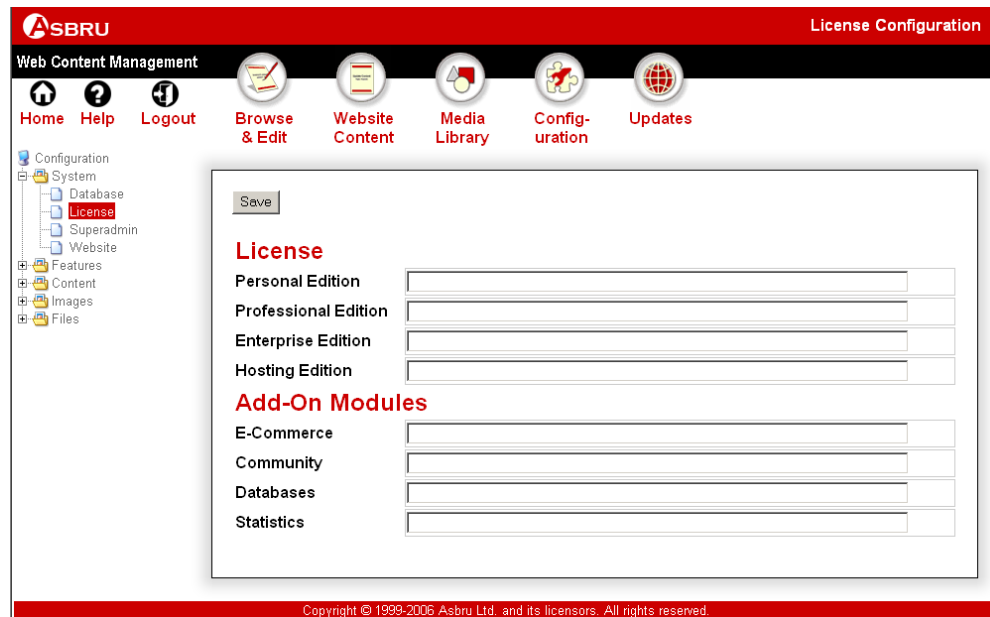 ASBRU
License Configuration
Web Content Management
Home
Help
Logout
Browse
& Edit
Website
Content
Media
Library
Config-
uration
Updates
Configuration
System
Database
License
Superadmin
Website
Features
Content
Images
Files
Save
License
Personal Edition
Professional Edition
Enterprise Edition
Hosting Edition
Add-On Modules
E-Commerce
Community
Databases
Statistics
Copyright © 1999-2006 Asbru Ltd. and its licensors. All rights reserved.